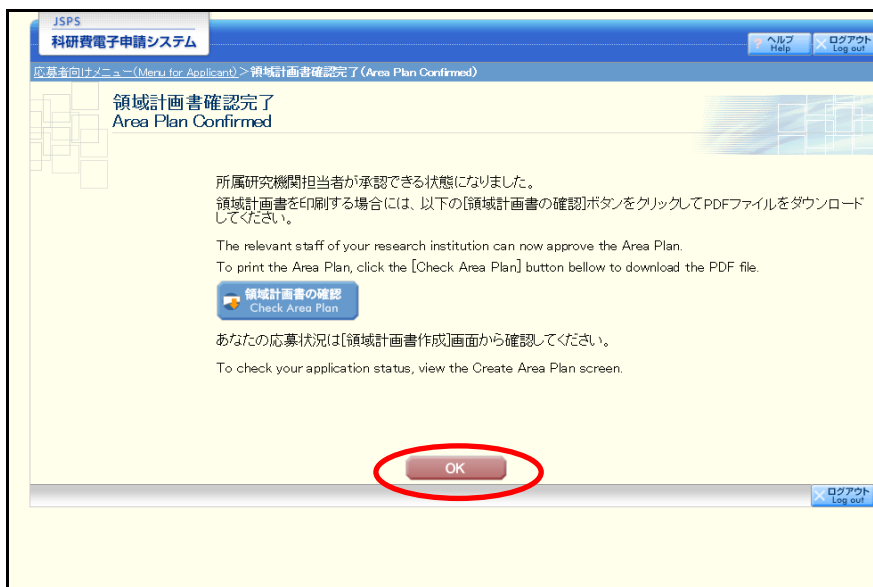 JSPS
科研費電子申請システム
? ヘルプ Help
× ログアウト Log out
応募者向けメニュー(Menu for Applicant)>領域計画書確認完了(Area Plan Confirmed)
領域計画書確認完了
Area Plan Confirmed
所属研究機関担当者が承認できる状態になりました。
領域計画書を印刷する場合には、以下の[領域計画書の確認]ボタンをクリックしてPDFファイルをダウンロード
してください。
The relevant staff of your research institution can now approve the Area Plan.
To print the Area Plan, click the [Check Area Plan] button bellow to download the PDF file.
領域計画書の確認
Check Area Plan
あなたの応募状況は[領域計画書作成]画面から確認してください。
To check your application status, view the Create Area Plan screen.
OK
× ログアウト Log out